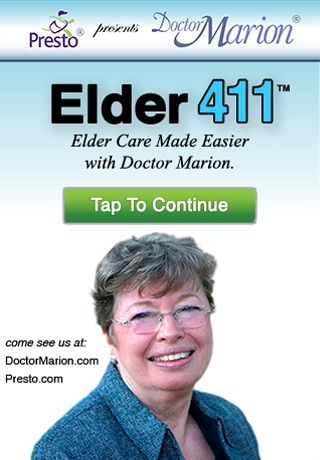 Presto® presents Doctor Marion®
Elder 411™
Elder Care Made Easier
with Doctor Marion.
Tap To Continue
come see us at:
DoctorMarion.com
Presto.com